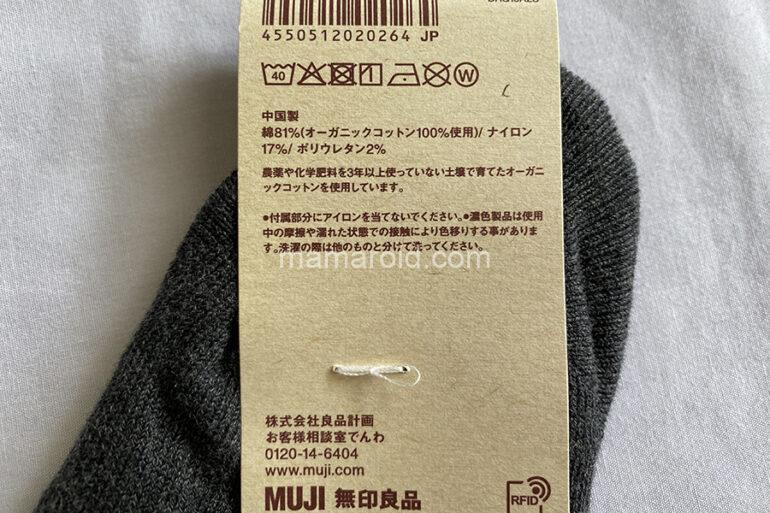 4550512020264 JP
40 W
中国製
綿81%(オーガニックコットン100%使用)/ ナイロン
17%/ ポリウレタン2%
農薬や化学肥料を3年以上使っていない土壌で育てたオーガニ
ックコットンを使用しています。
●付属部分にアイロンを当てないでください。●濃色製品は使用
中の摩擦や濡れた状態での接触により色移りする事がありま
す。洗濯の際は他のものと分けて洗ってください。
mamaroid.com
株式会社良品計画
お客様相談室でんわ
0120-14-6404
www.muji.com
MUJI 無印良品
RFID